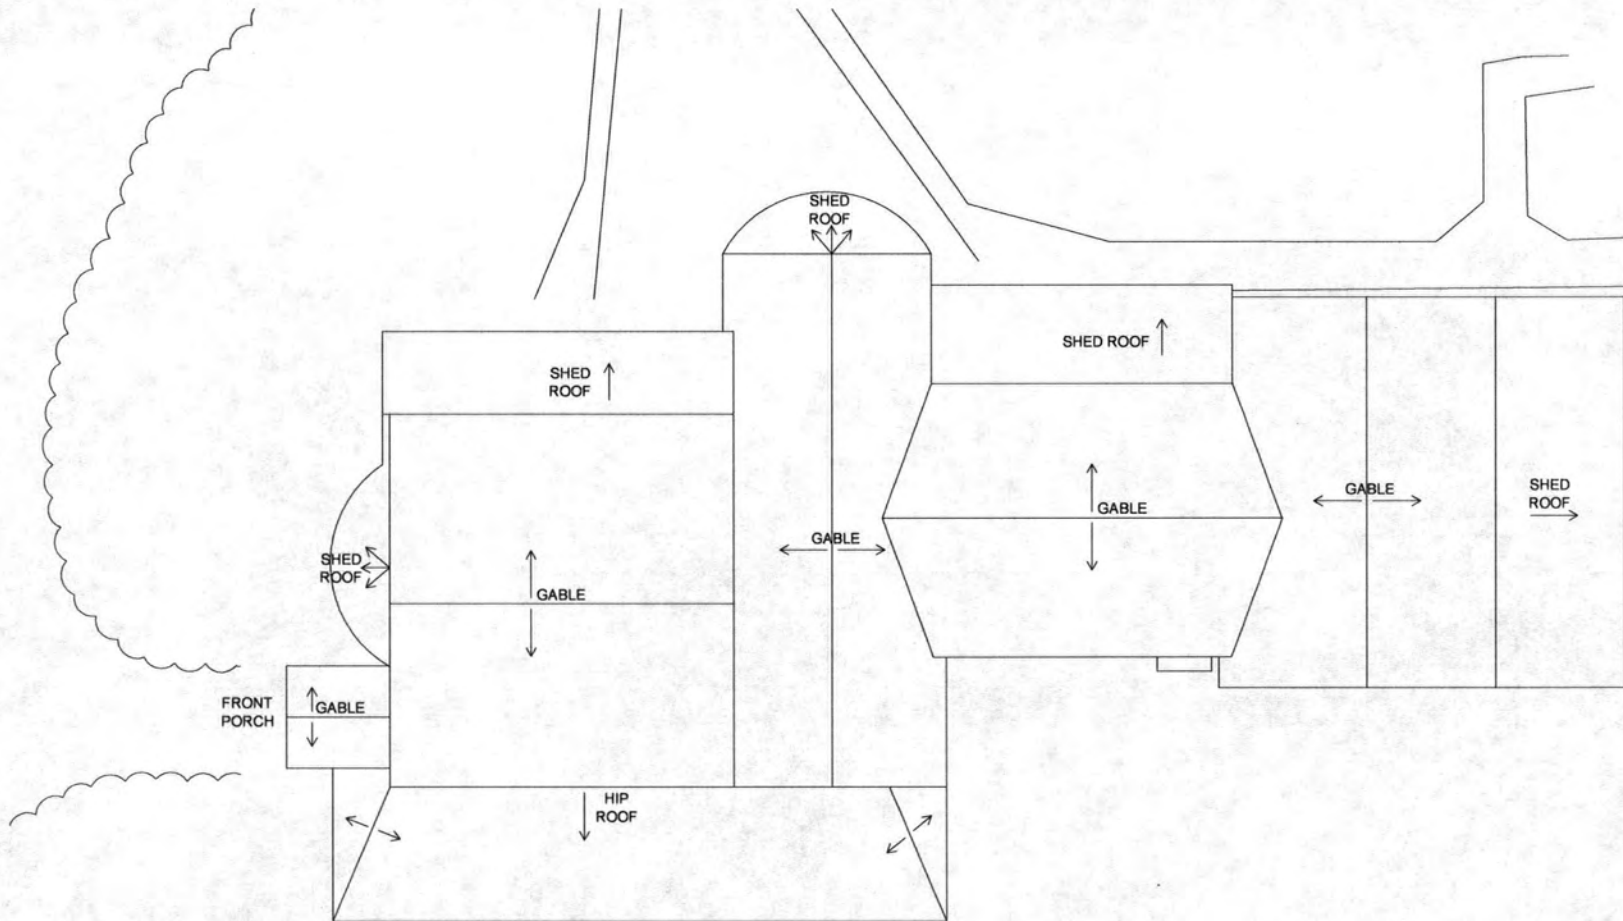 SHED
ROOF
SHED ROOF
SHED
ROOF
GABLE
SHED
ROOF
GABLE
GABLE
SHED
ROOF
GABLE
FRONT
PORCH
GABLE
HIP
ROOF